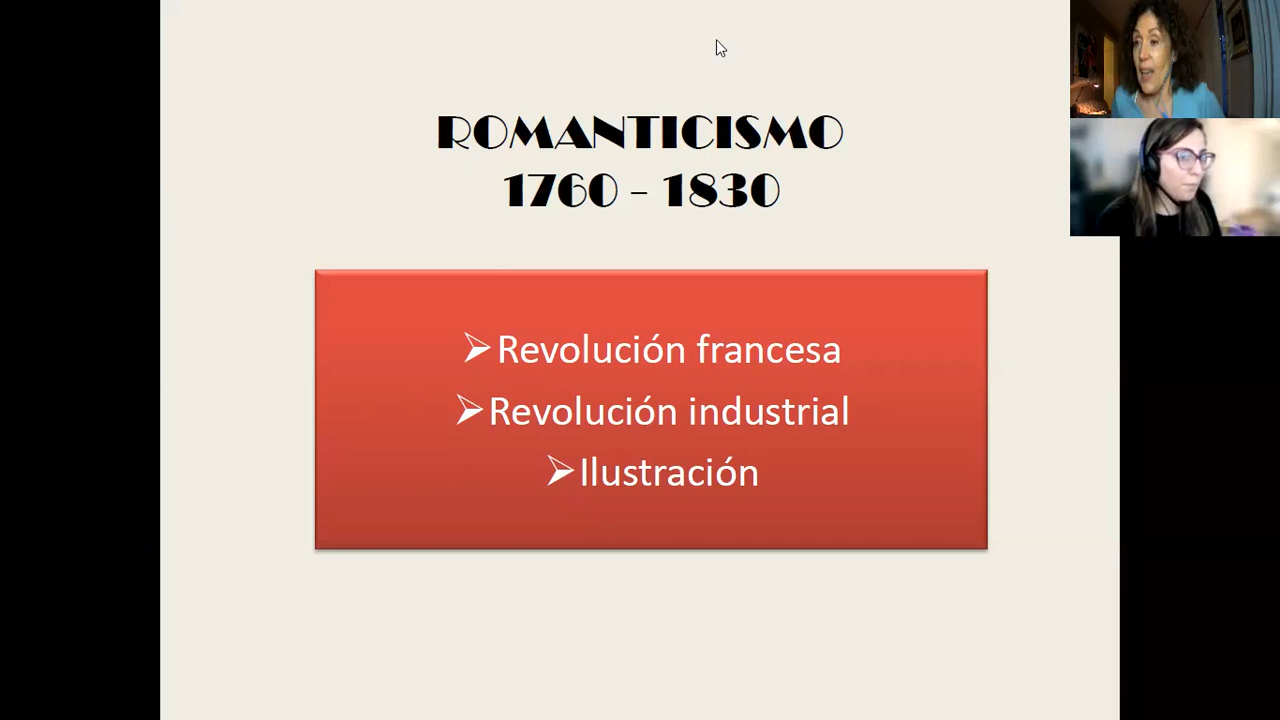 ROMANTICISMO
1760 - 1830
➢Revolución francesa
➢Revolución industrial
➢Ilustración